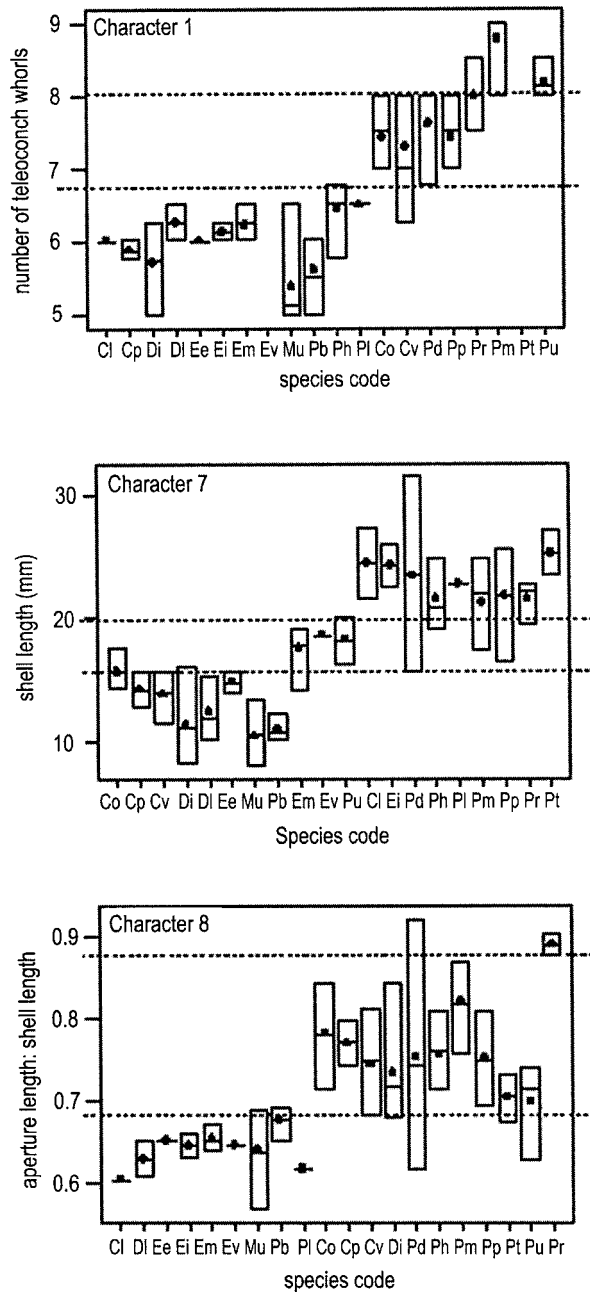 Character 1
number of teleoconch whorls
9
8
7
6
5
Cl Cp Di Dl Ee Ei Em Ev Mu Pb Ph Pl Co Cv Pd Pp Pr Pm Pt Pu
species code
Character 7
shell length (mm)
30
20
10
Co Cp Cv Di Dl Ee Mu Pb Em Ev Pu Cl Ei Pd Ph Pl Pm Pp Pr Pt
Species code
Character 8
aperture length: shell length
0.9
0.8
0.7
0.6
Cl Dl Ee Ei Em Ev Mu Pb Pl Co Cp Cv Di Pd Ph Pm Pp Pt Pu Pr
species code